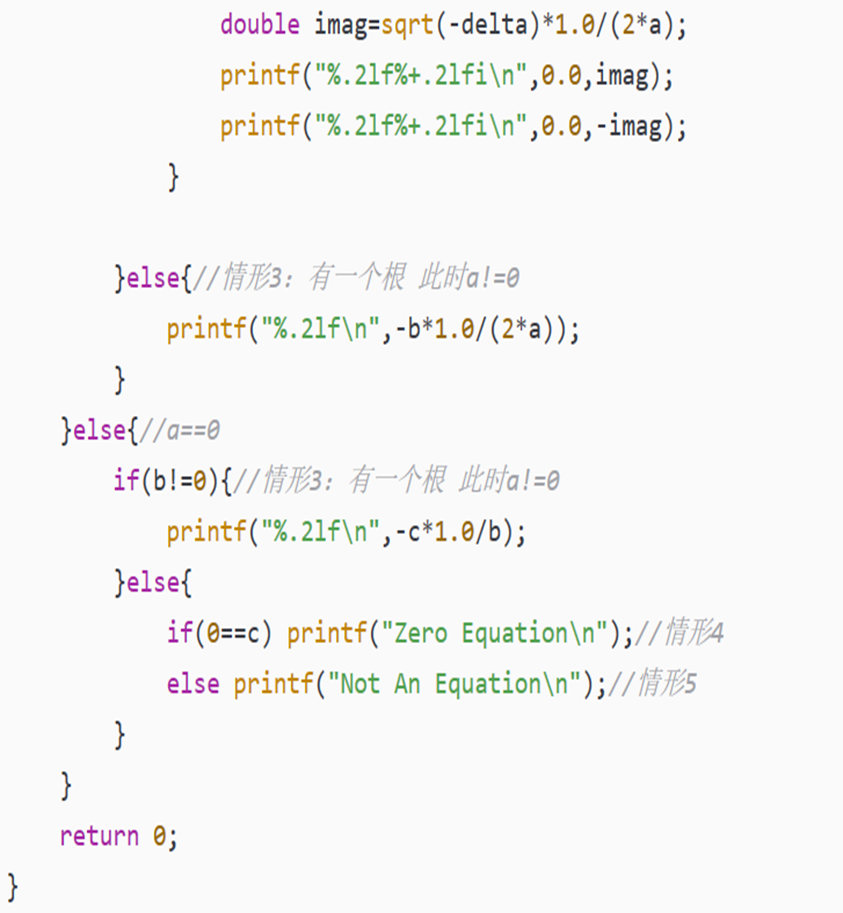 double imag=sqrt(-delta)*1.0/(2*a);
printf("%.2lf%+.2lfi\n",0.0,imag);
printf("%.2lf%+.2lfi\n",0.0,-imag);
}
}else{//情形3：有一个根 此时a!=0
printf("%.2lf\n",-b*1.0/(2*a));
}
}else{//a==0
if(b!=0){//情形3：有一个根 此时a!=0
printf("%.2lf\n",-c*1.0/b);
}else{
if(0==c) printf("Zero Equation\n");//情形4
else printf("Not An Equation\n");//情形5
}
}
return 0;
}